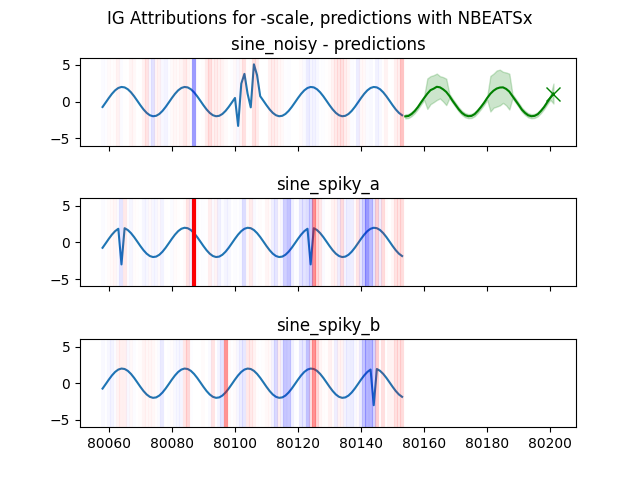 IG Attributions for -scale, predictions with NBEATSx
sine_noisy - predictions
5
0
−5
sine_spiky_a
5
0
−5
sine_spiky_b
5
0
−5
80060 80080 80100 80120 80140 80160 80180 80200